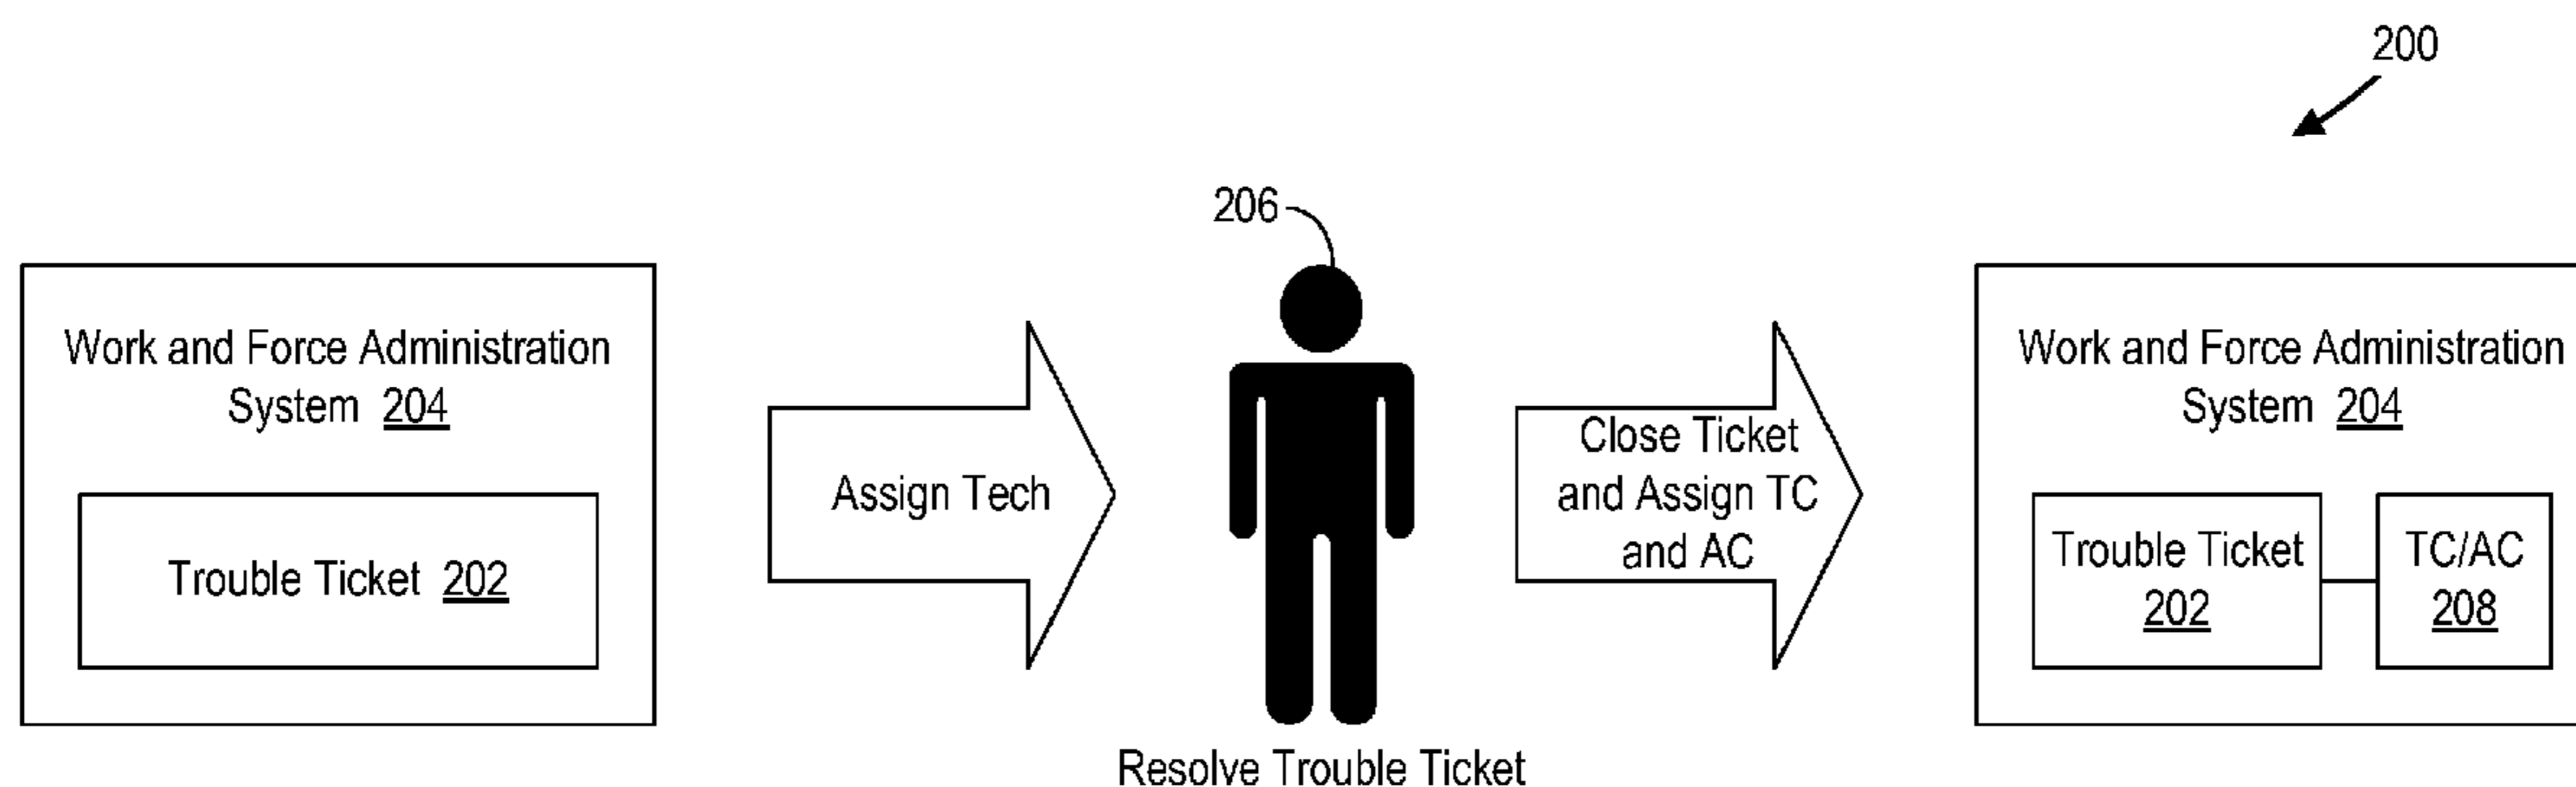 200
206
Work and Force Administration
System 204
Trouble Ticket 202
Assign Tech
Resolve Trouble Ticket
Close Ticket
and Assign TC
and AC
Work and Force Administration
System 204
Trouble Ticket
202
TC/AC
208